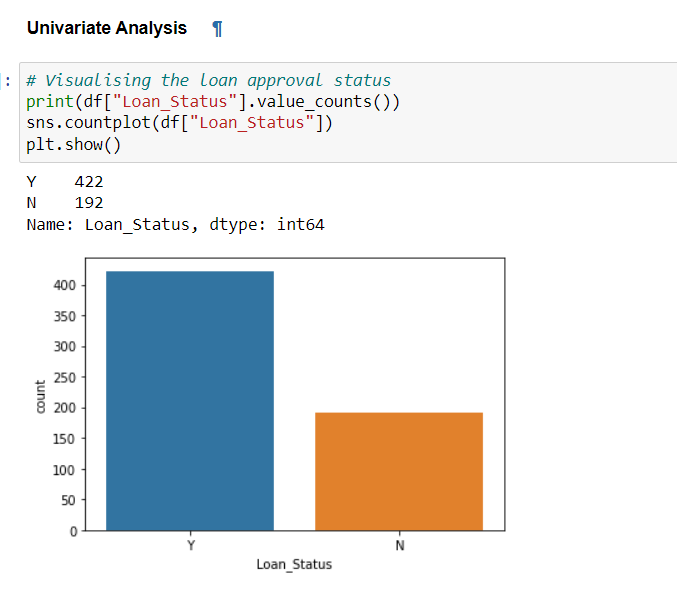 Univariate Analysis ¶
]: # Visualising the loan approval status
print(df["Loan_Status"].value_counts())
sns.countplot(df["Loan_Status"])
plt.show()
Y    422
N    192
Name: Loan_Status, dtype: int64
400
350
300
250
200
150
100
50
0
count
Y N
Loan_Status